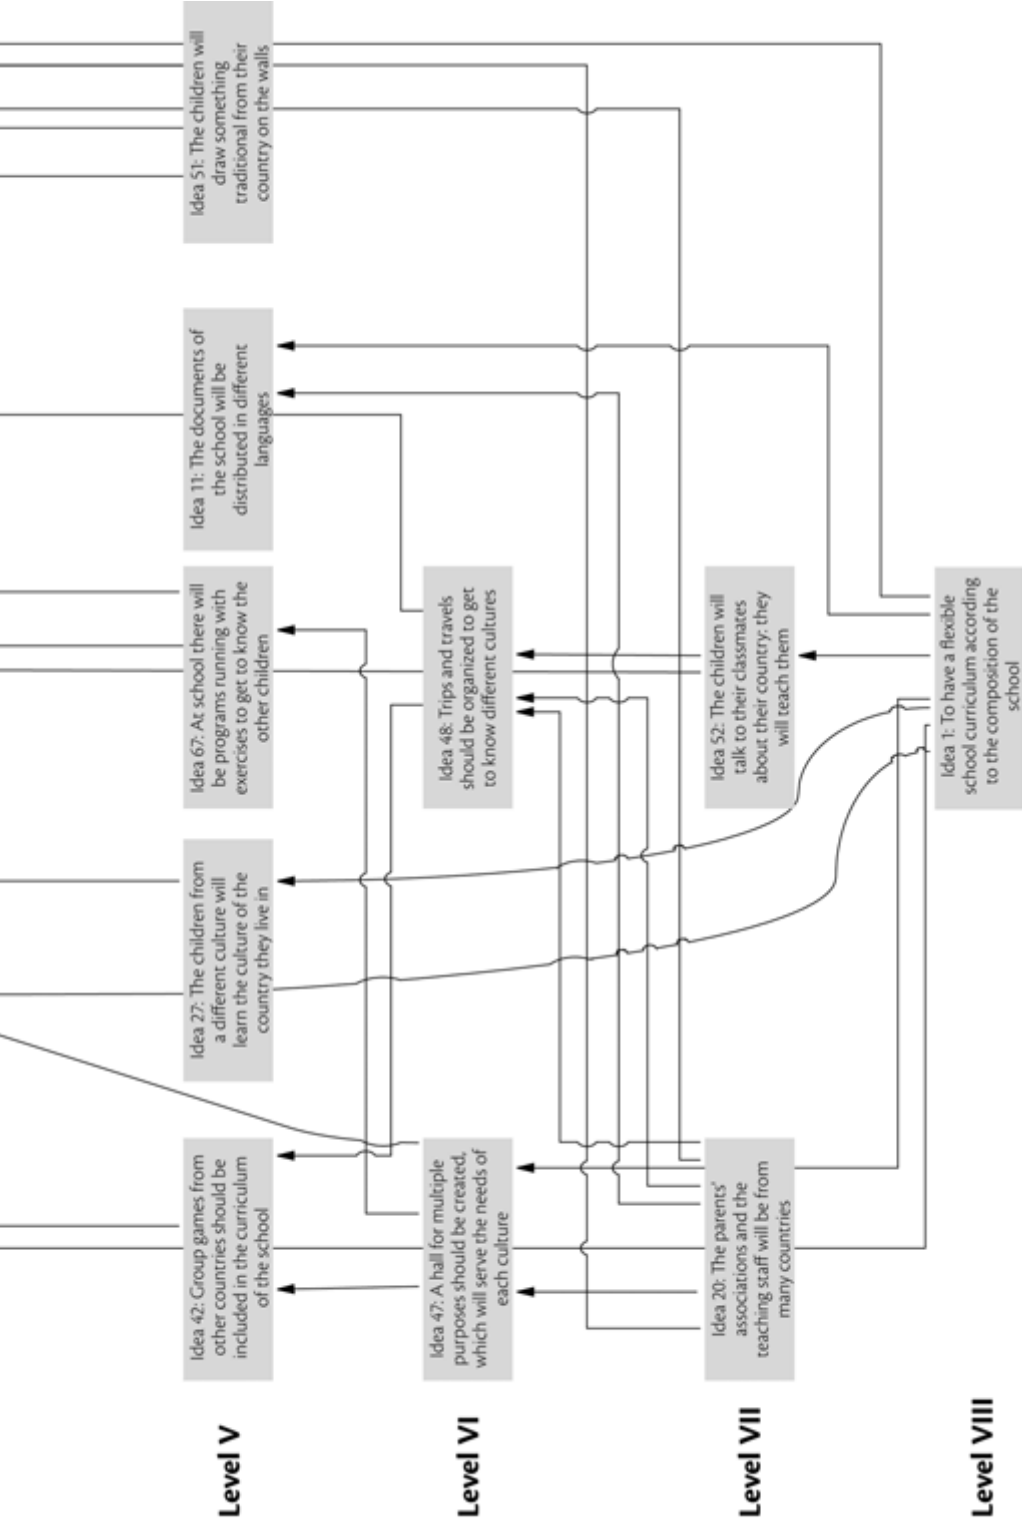 Level V
Idea 42: Group games from
other countries should be
included in the curriculum
of the school
Idea 27: The children from
a different culture will
learn the culture of the
country they live in
Idea 67: At school there will
be programs running with
exercises to get to know the
other children
Idea 11: The documents of
the school will be
distributed in different
languages
Idea 51: The children will
draw something
traditional from their
country on the walls
Level VI
Idea 47: A hall for multiple
purposes should be created,
which will serve the needs of
each culture
Idea 48: Trips and travels
should be organized to get
to know different cultures
Level VII
Idea 20: The parents'
associations and the
teaching staff will be from
many countries
Idea 52: The children will
talk to their classmates
about their country: they
will teach them
Level VIII
Idea 1: To have a flexible
school curriculum according
to the composition of the
school